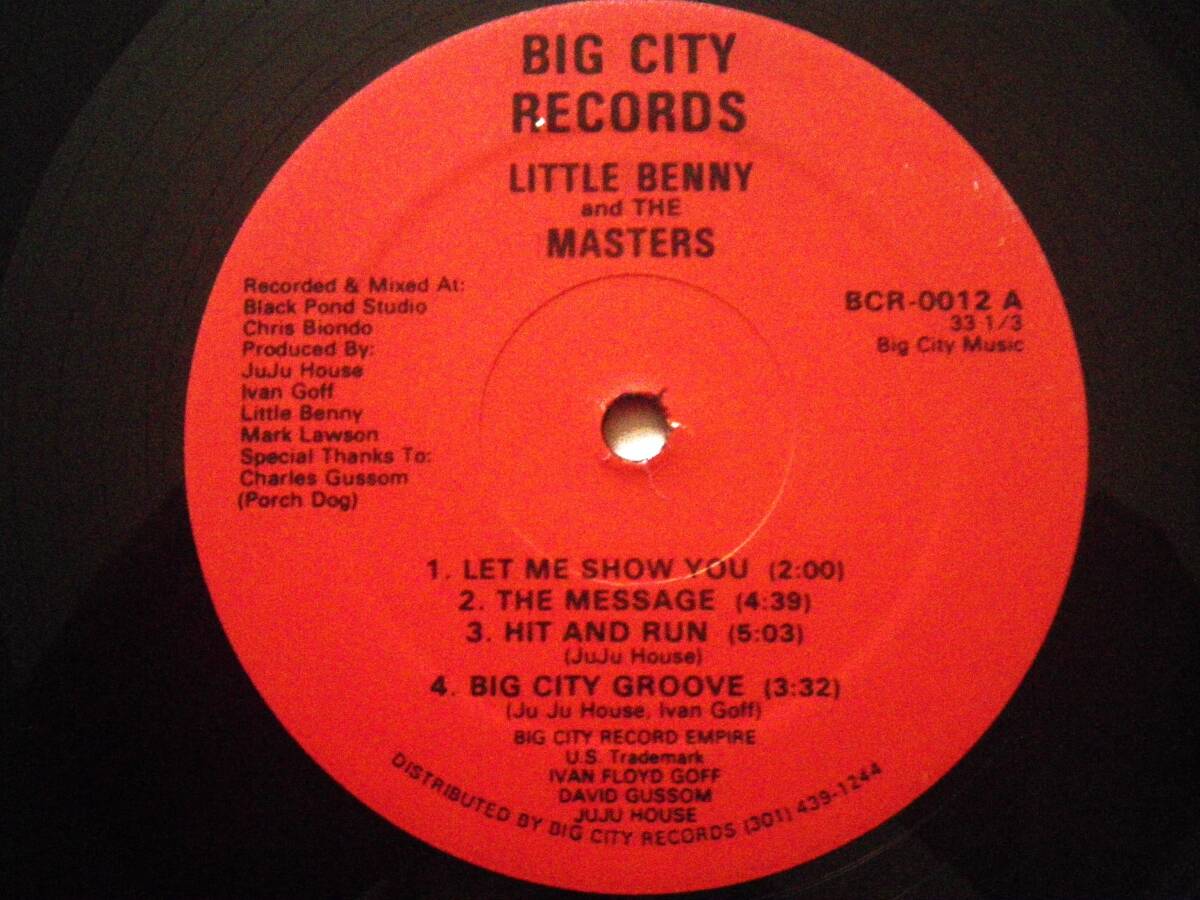 BIG CITY
RECORDS
LITTLE BENNY
and THE
MASTERS
Recorded & Mixed At:
Black Pond Studio
Chris Biondo
Produced By:
JuJu House
Ivan Goff
Little Benny
Mark Lawson
Special Thanks To:
Charles Gussom
(Porch Dog)
BCR-0012 A
33 1/3
Big City Music
1. LET ME SHOW YOU (2:00)
2. THE MESSAGE (4:39)
3. HIT AND RUN (5:03)
(JuJu House)
4. BIG CITY GROOVE (3:32)
(Ju Ju House, Ivan Goff)
BIG CITY RECORD EMPIRE
U.S. Trademark
IVAN FLOYD GOFF
DAVID GUSSOM
JUJU HOUSE
DISTRIBUTED BY BIG CITY RECORDS (301) 439-1244